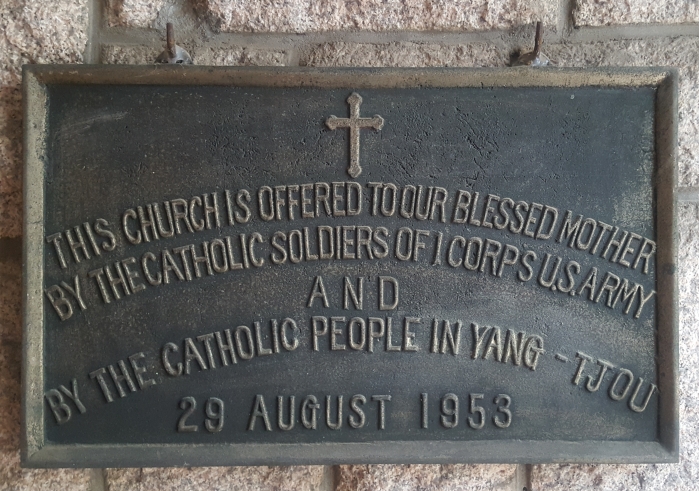 THIS CHURCH IS OFFERED TO OUR BLESSED MOTHER
BY THE CATHOLIC SOLDIERS OF I CORPS U.S. ARMY
AND
BY THE CATHOLIC PEOPLE IN YANG-TJOU
29 AUGUST 1953